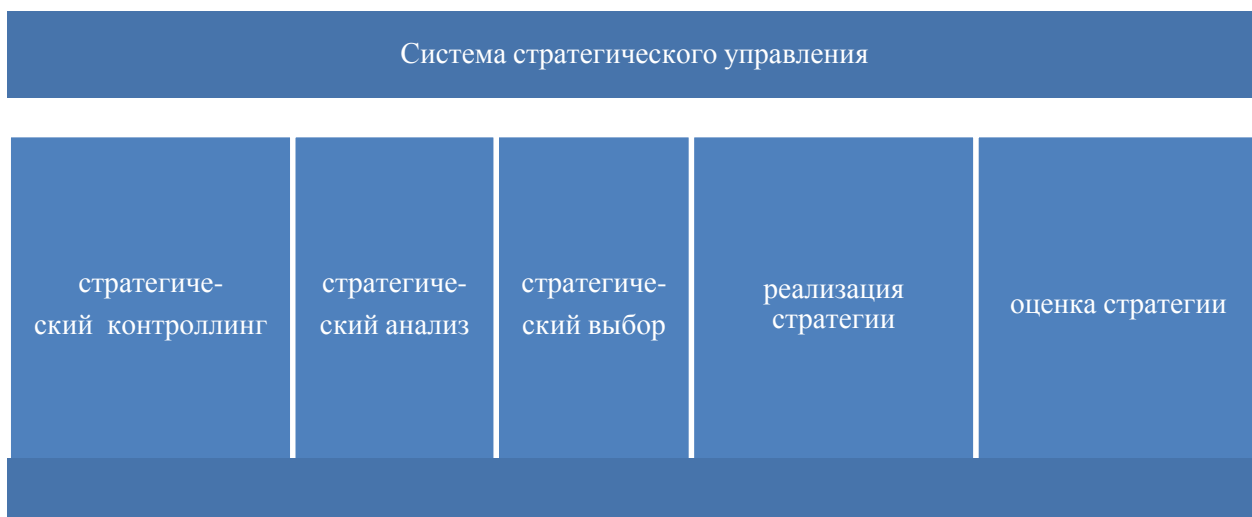 Система стратегического управления
стратегиче-
ский контроллинг
стратегиче-
ский анализ
стратегиче-
ский выбор
реализация
стратегии
оценка стратегии